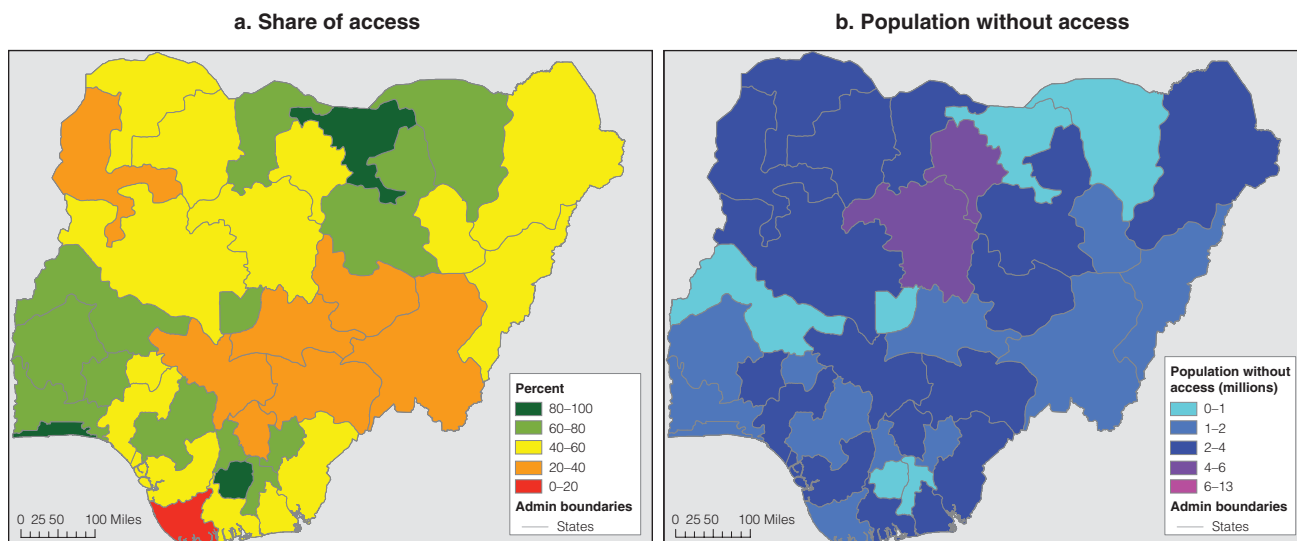 a. Share of access
Percent
80–100
60–80
40–60
20–40
0–20
Admin boundaries
States
0 25 50 100 Miles
b. Population without access
Population without
access (millions)
0–1
1–2
2–4
4–6
6–13
Admin boundaries
States
0 25 50 100 Miles